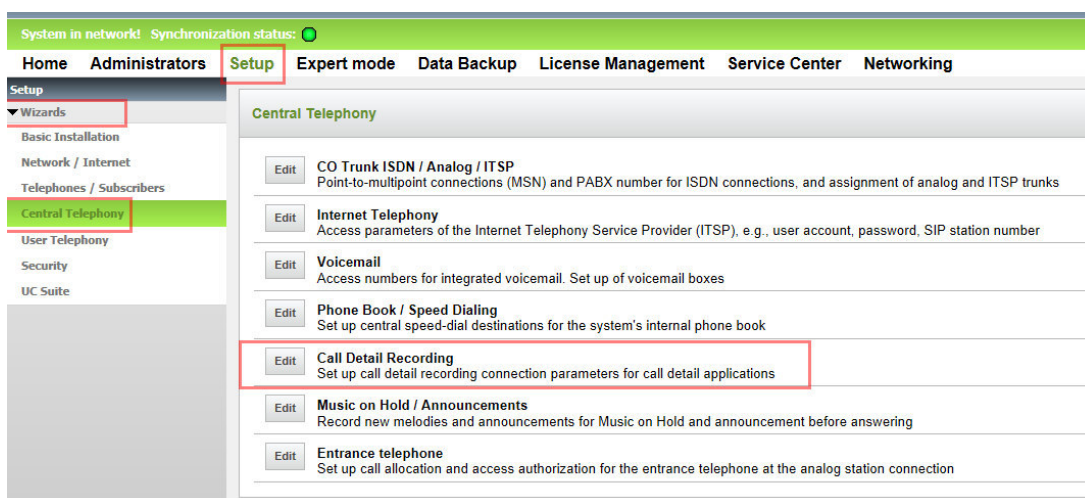 System in network! Synchronization status:
Home Administrators Setup Expert mode Data Backup License Management Service Center Networking
Setup
Wizards
Basic Installation
Network / Internet
Telephones / Subscribers
Central Telephony
User Telephony
Security
UC Suite
Central Telephony
Edit CO Trunk ISDN / Analog / ITSP
Point-to-multipoint connections (MSN) and PABX number for ISDN connections, and assignment of analog and ITSP trunks
Edit Internet Telephony
Access parameters of the Internet Telephony Service Provider (ITSP), e.g., user account, password, SIP station number
Edit Voicemail
Access numbers for integrated voicemail. Set up of voicemail boxes
Edit Phone Book / Speed Dialing
Set up central speed-dial destinations for the system's internal phone book
Edit Call Detail Recording
Set up call detail recording connection parameters for call detail applications
Edit Music on Hold / Announcements
Record new melodies and announcements for Music on Hold and announcement before answering
Edit Entrance telephone
Set up call allocation and access authorization for the entrance telephone at the analog station connection